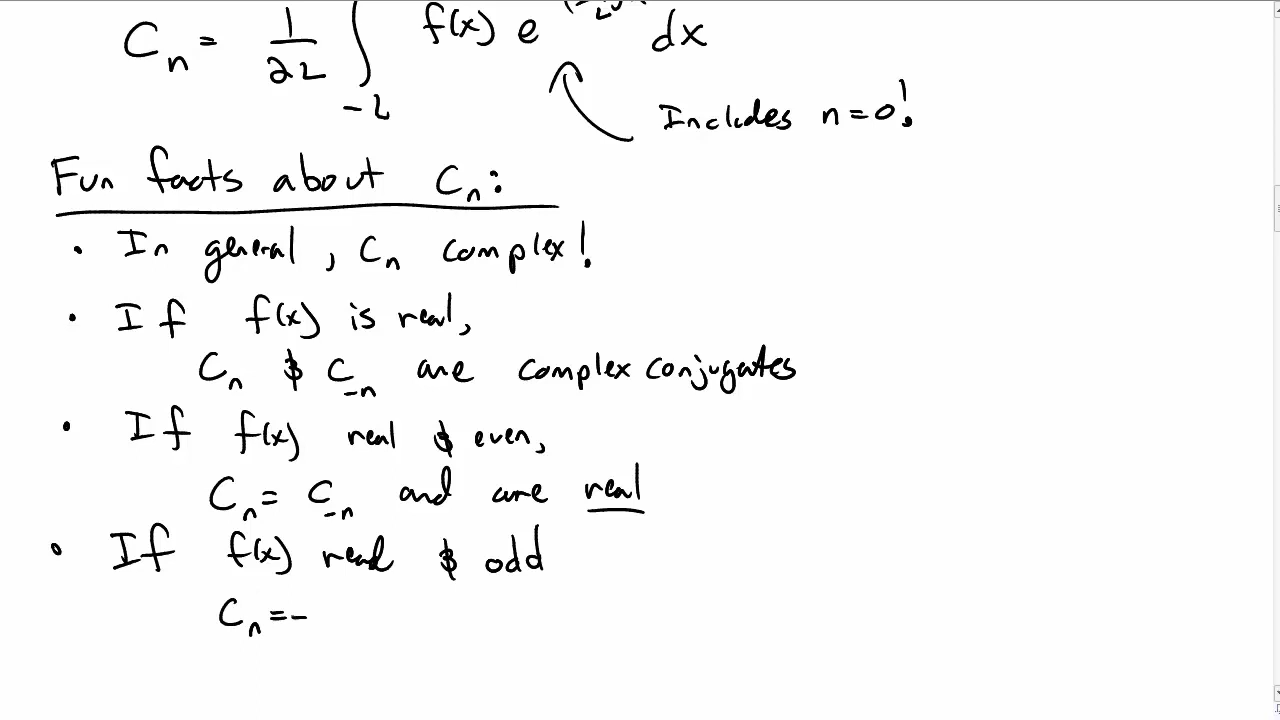 Cn = 1/2L ∫-L f(x) e dx
Includes n=0!
Fun facts about Cn:
• In general, Cn complex!
• If f(x) is real,
Cn & C-n are complex conjugates
• If f(x) real & even,
Cn = C-n and are real
• If f(x) real & odd
Cn = -